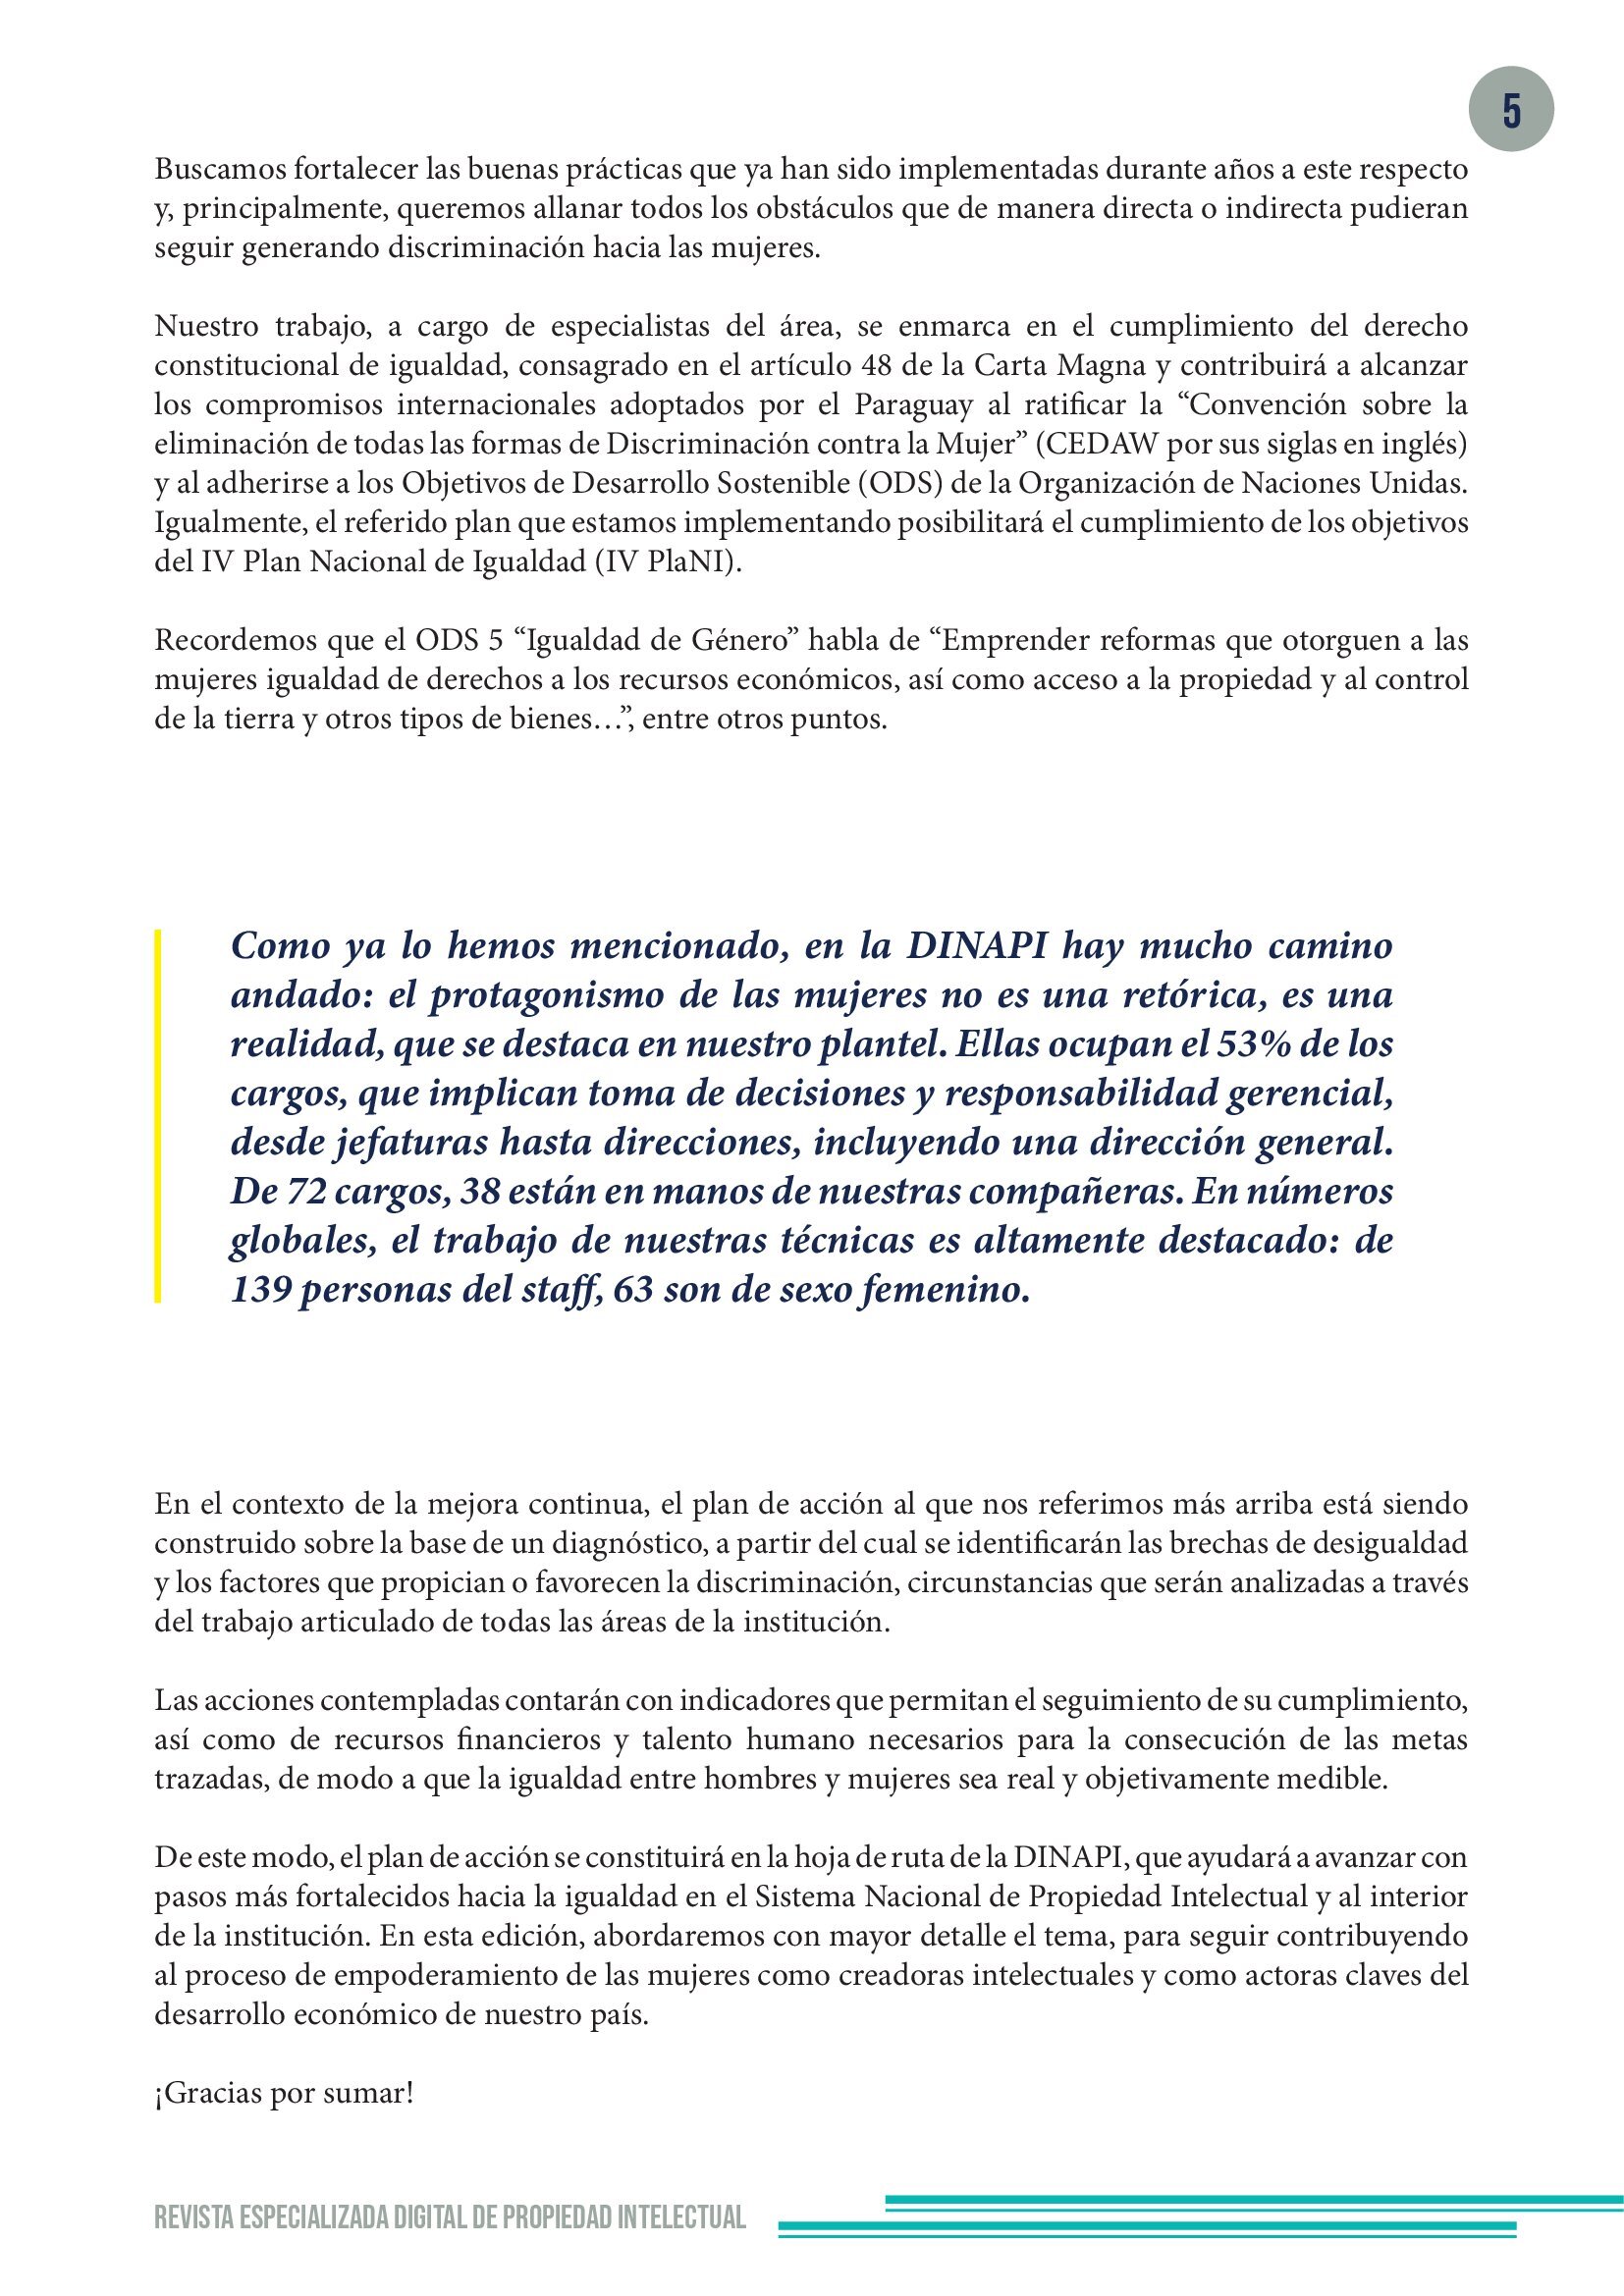 5
Buscamos fortalecer las buenas prácticas que ya han sido implementadas durante años a este respecto
y, principalmente, queremos allanar todos los obstáculos que de manera directa o indirecta pudieran
seguir generando discriminación hacia las mujeres.
Nuestro trabajo, a cargo de especialistas del área, se enmarca en el cumplimiento del derecho
constitucional de igualdad, consagrado en el artículo 48 de la Carta Magna y contribuirá a alcanzar
los compromisos internacionales adoptados por el Paraguay al ratificar la “Convención sobre la
eliminación de todas las formas de Discriminación contra la Mujer” (CEDAW por sus siglas en inglés)
y al adherirse a los Objetivos de Desarrollo Sostenible (ODS) de la Organización de Naciones Unidas.
Igualmente, el referido plan que estamos implementando posibilitará el cumplimiento de los objetivos
del IV Plan Nacional de Igualdad (IV PlaNI).
Recordemos que el ODS 5 “Igualdad de Género” habla de “Emprender reformas que otorguen a las
mujeres igualdad de derechos a los recursos económicos, así como acceso a la propiedad y al control
de la tierra y otros tipos de bienes…”, entre otros puntos.
Como ya lo hemos mencionado, en la DINAPI hay mucho camino
andado: el protagonismo de las mujeres no es una retórica, es una
realidad, que se destaca en nuestro plantel. Ellas ocupan el 53% de los
cargos, que implican toma de decisiones y responsabilidad gerencial,
desde jefaturas hasta direcciones, incluyendo una dirección general.
De 72 cargos, 38 están en manos de nuestras compañeras. En números
globales, el trabajo de nuestras técnicas es altamente destacado: de
139 personas del staff, 63 son de sexo femenino.
En el contexto de la mejora continua, el plan de acción al que nos referimos más arriba está siendo
construido sobre la base de un diagnóstico, a partir del cual se identificarán las brechas de desigualdad
y los factores que propician o favorecen la discriminación, circunstancias que serán analizadas a través
del trabajo articulado de todas las áreas de la institución.
Las acciones contempladas contarán con indicadores que permitan el seguimiento de su cumplimiento,
así como de recursos financieros y talento humano necesarios para la consecución de las metas
trazadas, de modo a que la igualdad entre hombres y mujeres sea real y objetivamente medible.
De este modo, el plan de acción se constituirá en la hoja de ruta de la DINAPI, que ayudará a avanzar con
pasos más fortalecidos hacia la igualdad en el Sistema Nacional de Propiedad Intelectual y al interior
de la institución. En esta edición, abordaremos con mayor detalle el tema, para seguir contribuyendo
al proceso de empoderamiento de las mujeres como creadoras intelectuales y como actoras claves del
desarrollo económico de nuestro país.
¡Gracias por sumar!
REVISTA ESPECIALIZADA DIGITAL DE PROPIEDAD INTELECTUAL